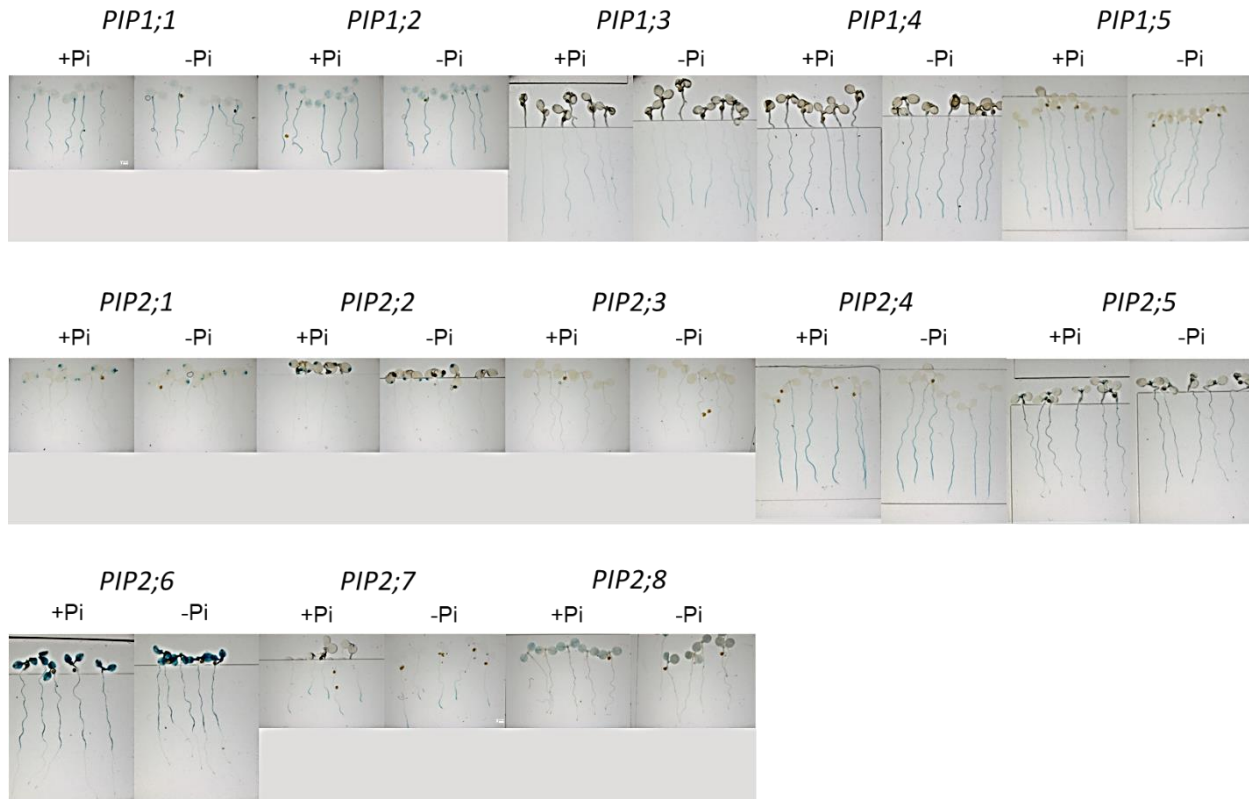 PIP1;1 PIP1;2 PIP1;3 PIP1;4 PIP1;5
+Pi -Pi +Pi -Pi +Pi -Pi +Pi -Pi +Pi -Pi
PIP2;1 PIP2;2 PIP2;3 PIP2;4 PIP2;5
+Pi -Pi +Pi -Pi +Pi -Pi +Pi -Pi +Pi -Pi
PIP2;6 PIP2;7 PIP2;8
+Pi -Pi +Pi -Pi +Pi -Pi